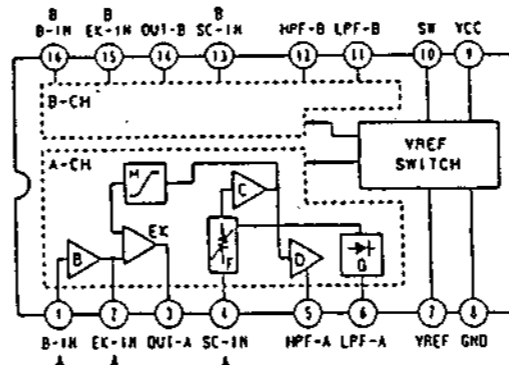 B B B
B-IN EK-IN OUT-B SC-IN HPF-B LPF-B SW VCC
16 15 14 13 12 11 10 9
B-CH
VREF
SWITCH
A-CH
H
C
EK
B
F
D
G
1 2 3 4 5 6 7 8
B-IN EK-IN OUT-A SC-IN HPF-A LPF-A VREF GND